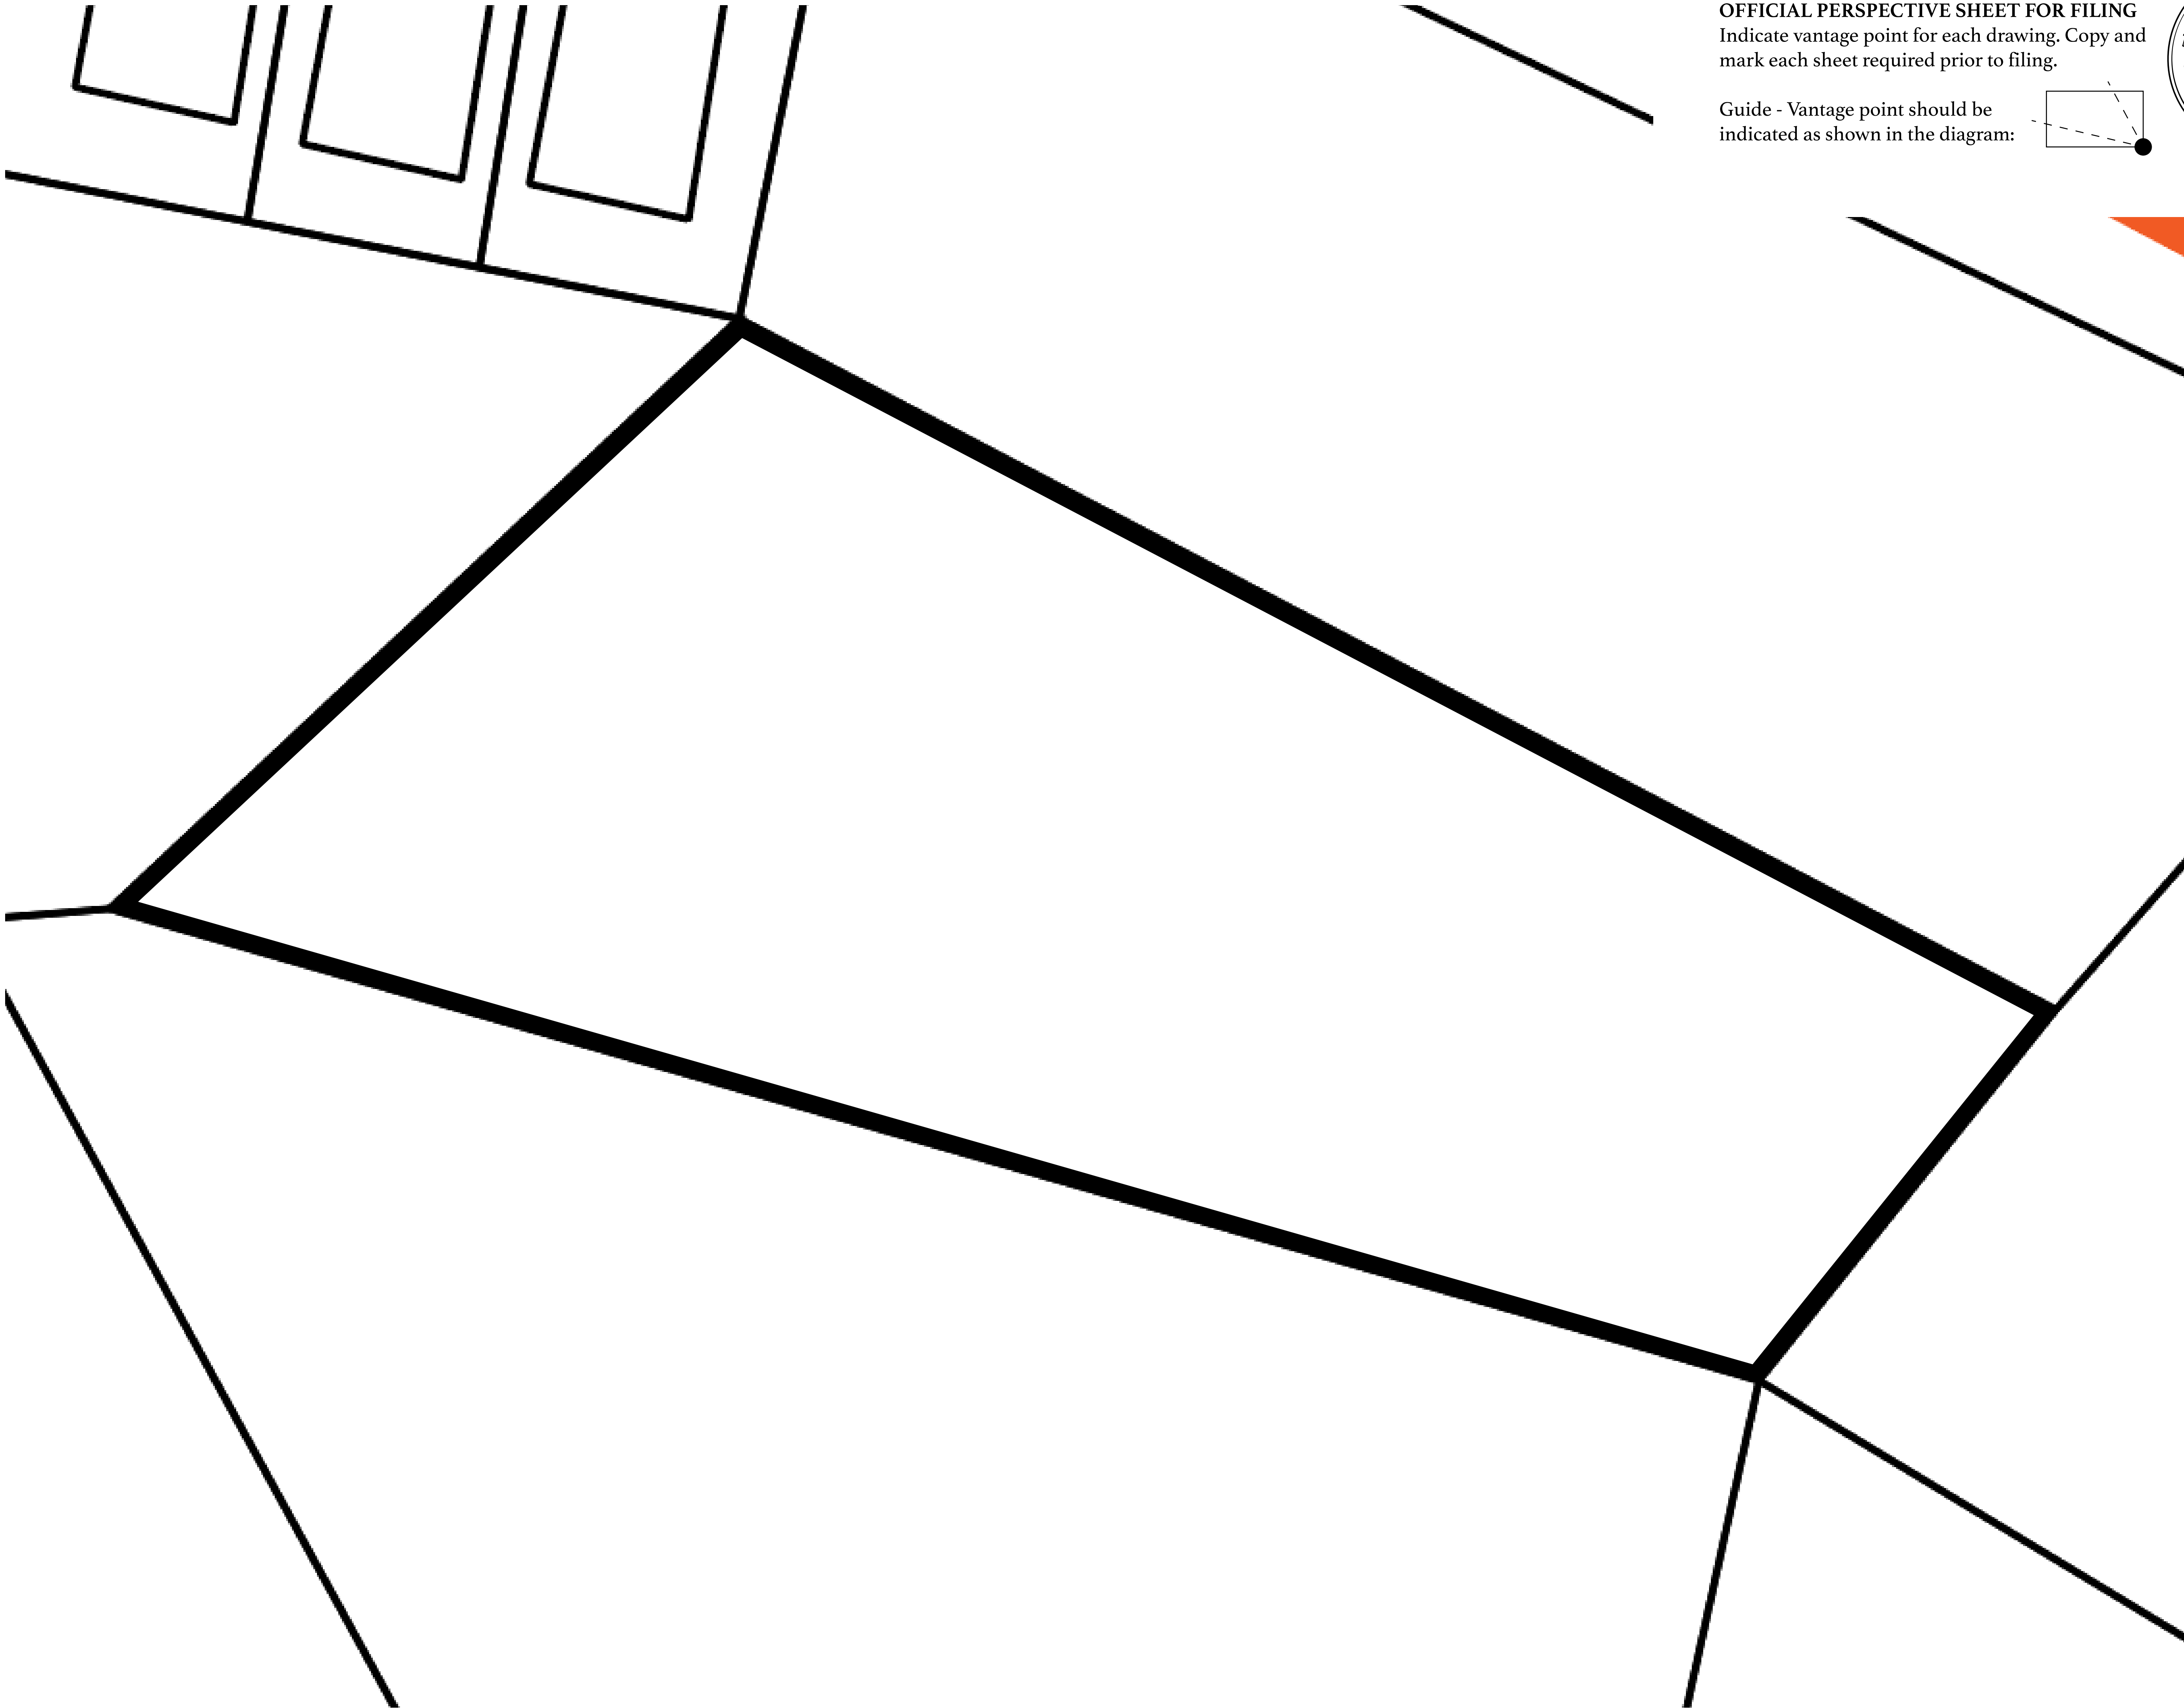 OFFICIAL PERSPECTIVE SHEET FOR FILING
Indicate vantage point for each drawing. Copy and
mark each sheet required prior to filing.
Guide - Vantage point should be
indicated as shown in the diagram: